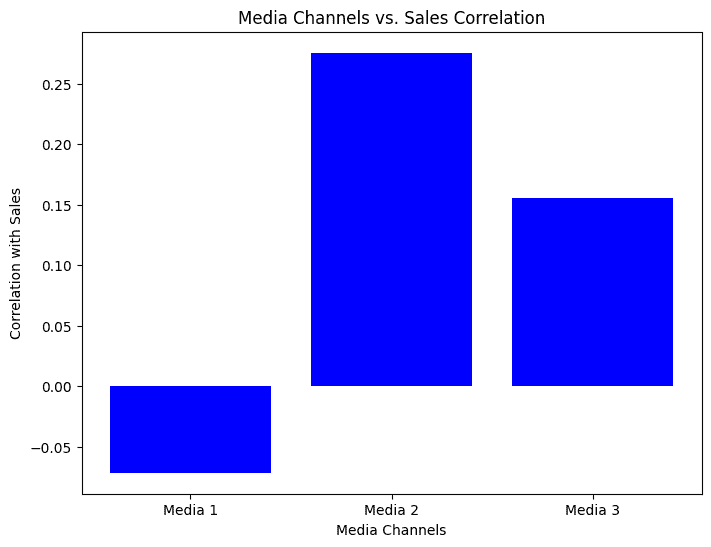 Media Channels vs. Sales Correlation
Correlation with Sales
0.25
0.20
0.15
0.10
0.05
0.00
−0.05
Media 1
Media 2
Media 3
Media Channels